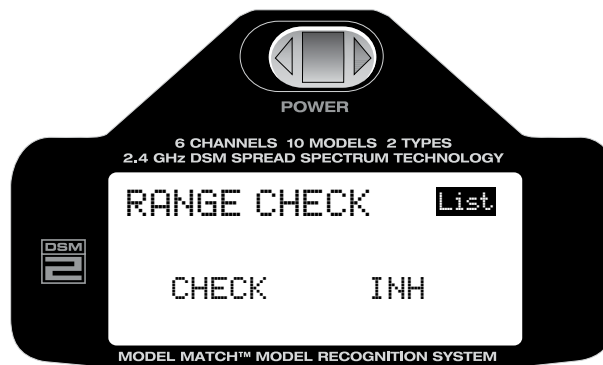 POWER
6 CHANNELS 10 MODELS 2 TYPES
2.4 GHz DSM SPREAD SPECTRUM TECHNOLOGY
RANGE CHECK List
DSM
2
CHECK INH
MODEL MATCH™ MODEL RECOGNITION SYSTEM